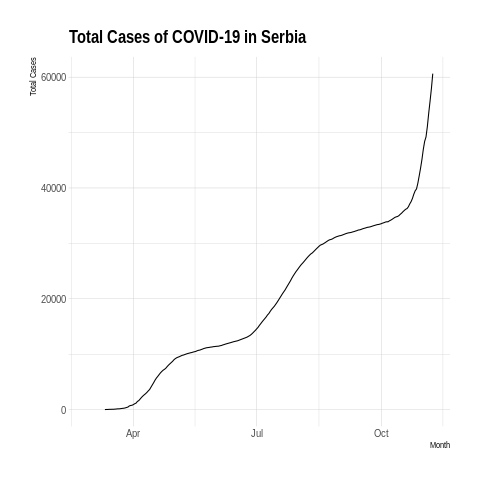 Total Cases of COVID-19 in Serbia
Total Cases
60000
40000
20000
0
Apr Jul Oct
Month